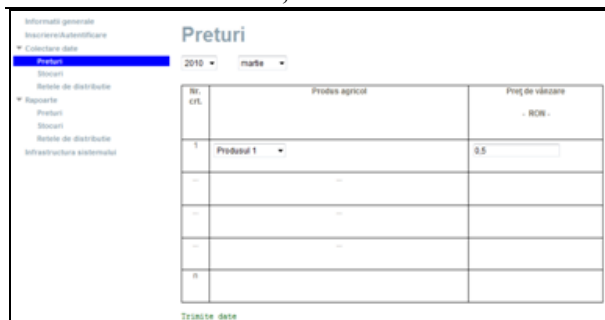 Informatii generale
Inscriere/Autentificare
Colectare date
Preturi
Stocuri
Retele de distributie
Rapoarte
Preturi
Stocuri
Retele de distributie
Infrastructura sistemului
Preturi
2010 martie
Nr. crt. Produs agricol Preţ de vânzare
- RON -
1 Produsul 1 0,5
... ...
... ...
... ...
n
Trimite date